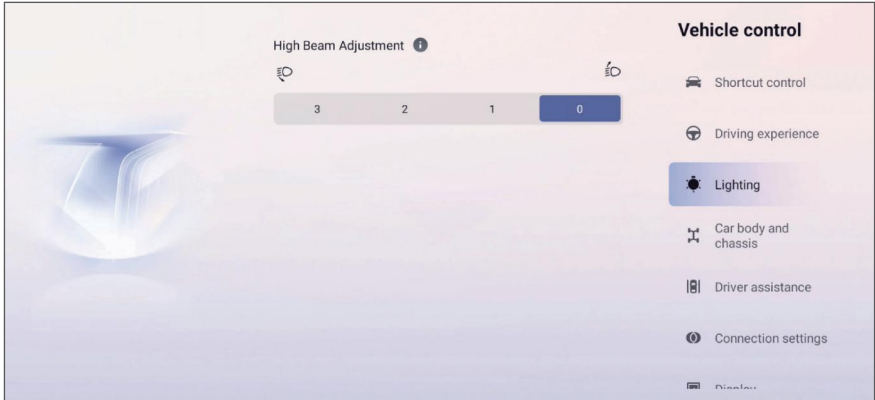 High Beam Adjustment
3 2 1 0
Vehicle control
Shortcut control
Driving experience
Lighting
Car body and
chassis
Driver assistance
Connection settings
Display